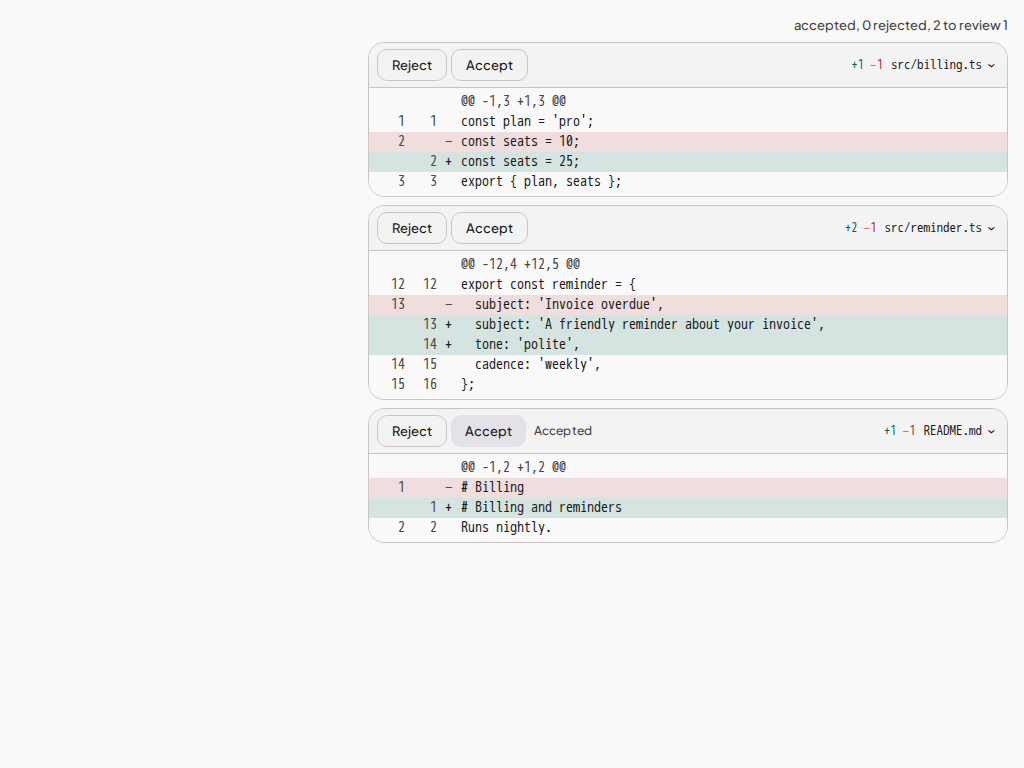 accepted, 0 rejected, 2 to review 1
Reject Accept +1 −1 src/billing.ts
@@ -1,3 +1,3 @@
1 1 const plan = 'pro';
2 − const seats = 10;
2 + const seats = 25;
3 3 export { plan, seats };
Reject Accept +2 −1 src/reminder.ts
@@ -12,4 +12,5 @@
12 12 export const reminder = {
13 − subject: 'Invoice overdue',
13 + subject: 'A friendly reminder about your invoice',
14 + tone: 'polite',
14 15 cadence: 'weekly',
15 16 };
Reject Accept Accepted +1 −1 README.md
@@ -1,2 +1,2 @@
1 − # Billing
1 + # Billing and reminders
2 2 Runs nightly.